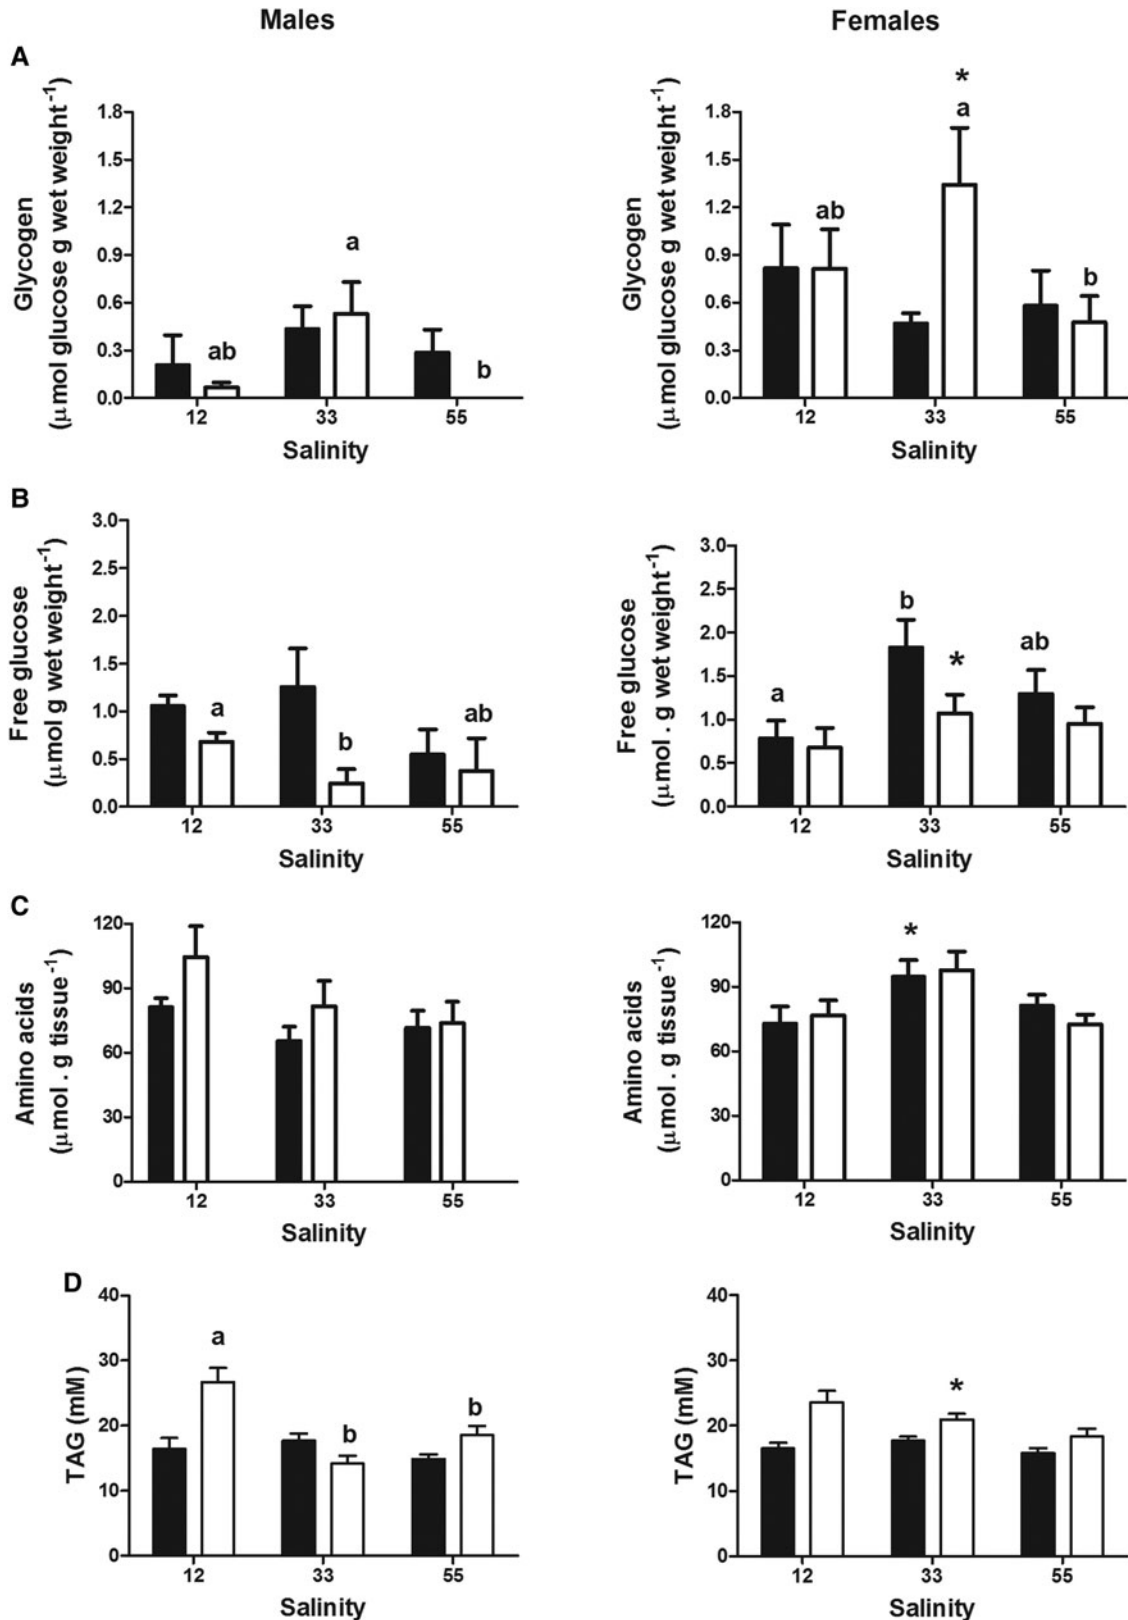 Males
Females
A
Glycogen
(μmol glucose g wet weight-1)
1.8
1.5
1.2
0.9
0.6
0.3
0.0
ab
a
b
12 33 55
Salinity
Glycogen
(μmol glucose g wet weight-1)
1.8
1.5
1.2
0.9
0.6
0.3
0.0
ab
*
a
b
12 33 55
Salinity
B
Free glucose
(μmol g wet weight-1)
3.0
2.5
2.0
1.5
1.0
0.5
0.0
a
b
ab
12 33 55
Salinity
Free glucose
(μmol . g wet weight-1)
3.0
2.5
2.0
1.5
1.0
0.5
0.0
a
b
*
ab
12 33 55
Salinity
C
Amino acids
(μmol . g tissue-1)
120
90
60
30
0
12 33 55
Salinity
Amino acids
(μmol . g tissue-1)
120
90
60
30
0
*
12 33 55
Salinity
D
TAG (mM)
40
30
20
10
0
a
b
b
12 33 55
Salinity
TAG (mM)
40
30
20
10
0
*
12 33 55
Salinity